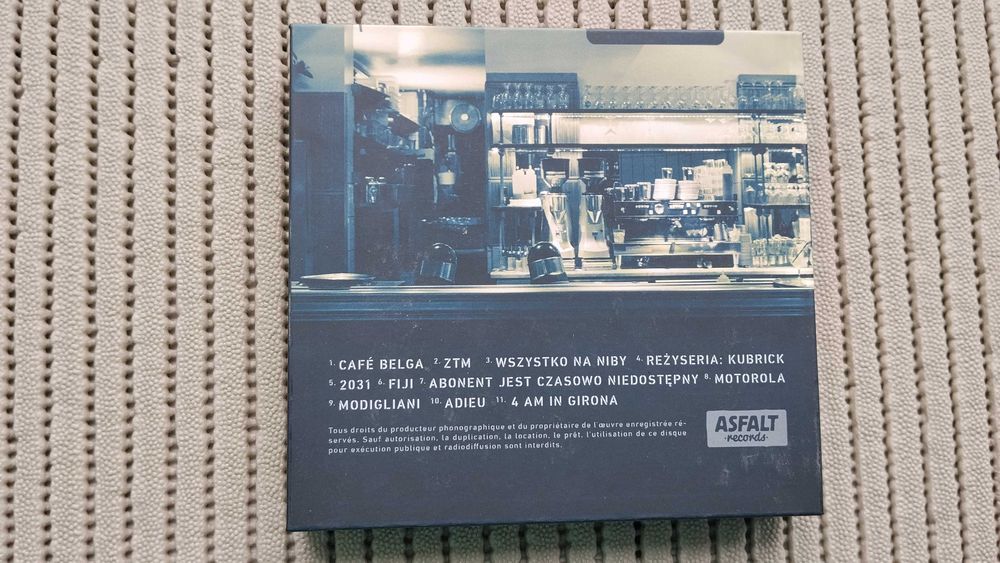 1. CAFÉ BELGA 2. ZTM 3. WSZYSTKO NA NIBY 4. REŻYSERIA: KUBRICK
5. 2031 6. FIJI 7. ABONENT JEST CZASOWO NIEDOSTĘPNY 8. MOTOROLA
9. MODIGLIANI 10. ADIEU 11. 4 AM IN GIRONA
Tous droits du producteur phonographique et du propriétaire de l'œuvre enregistrée ré-
servés. Sauf autorisation, la duplication, la location, le prêt, l'utilisation de ce disque
pour exécution publique et radiodiffusion sont interdits.
ASFALT
·records·